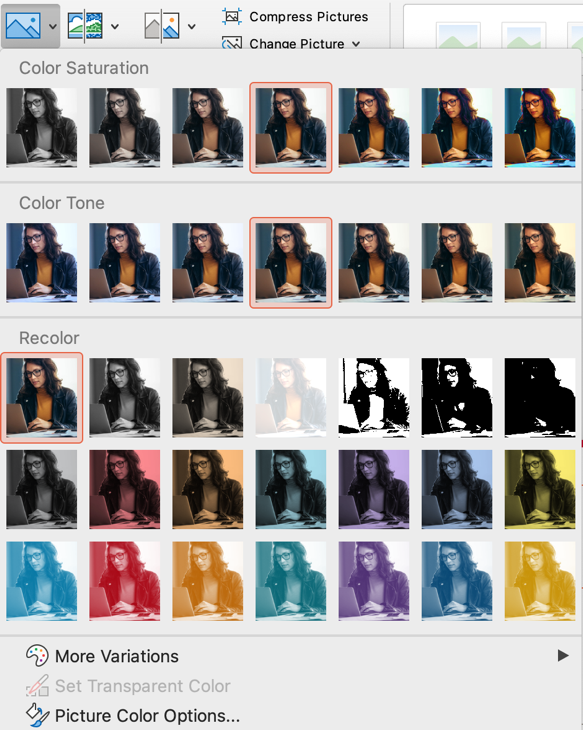 Compress Pictures
Change Picture
Color Saturation
Color Tone
Recolor
More Variations
Set Transparent Color
Picture Color Options...